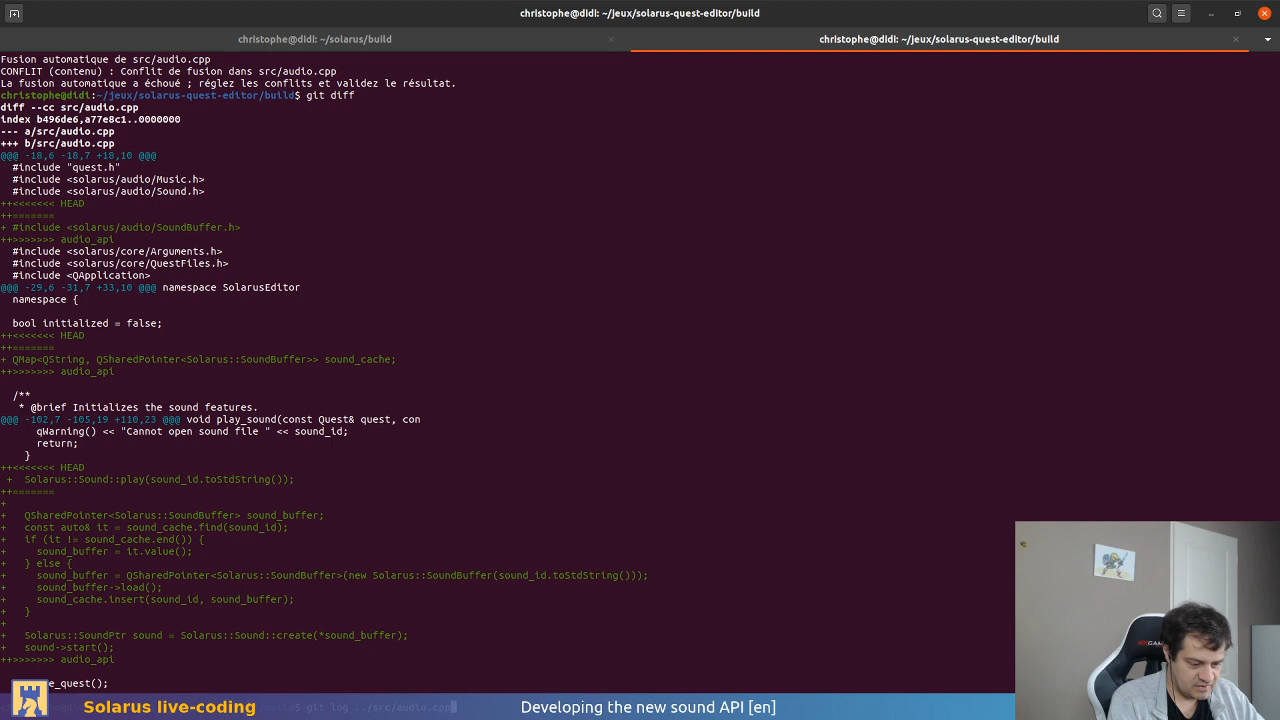 christophe@didi: ~/jeux/solarus-quest-editor/build
christophe@didi: ~/solarus/build
christophe@didi: ~/jeux/solarus-quest-editor/build
Fusion automatique de src/audio.cpp
CONFLIT (contenu) : Conflit de fusion dans src/audio.cpp
La fusion automatique a échoué ; réglez les conflits et validez le résultat.
christophe@didi:~/jeux/solarus-quest-editor/build$ git diff
diff --cc src/audio.cpp
index b496de6,a77e8c1..0000000
--- a/src/audio.cpp
+++ b/src/audio.cpp
@@@ -18,6 -18,7 +18,10 @@@
#include "quest.h"
#include <solarus/audio/Music.h>
#include <solarus/audio/Sound.h>
++<<<<<<< HEAD
++=======
+ #include <solarus/audio/SoundBuffer.h>
++>>>>>>> audio_api
#include <solarus/core/Arguments.h>
#include <solarus/core/QuestFiles.h>
#include <QApplication>
@@@ -29,6 -31,7 +33,10 @@@ namespace SolarusEditor
namespace {
bool initialized = false;
++<<<<<<< HEAD
++=======
+ QMap<QString, QSharedPointer<Solarus::SoundBuffer>> sound_cache;
++>>>>>>> audio_api
/**
* @brief Initializes the sound features.
@@@ -102,7 -105,19 +110,23 @@@ void play_sound(const Quest& quest, con
qWarning() << "Cannot open sound file " << sound_id;
return;
}
++<<<<<<< HEAD
+ Solarus::Sound::play(sound_id.toStdString());
++=======
+
+ QSharedPointer<Solarus::SoundBuffer> sound_buffer;
+ const auto& it = sound_cache.find(sound_id);
+ if (it != sound_cache.end()) {
+ sound_buffer = it.value();
+ } else {
+ sound_buffer = QSharedPointer<Solarus::SoundBuffer>(new Solarus::SoundBuffer(sound_id.toStdString()));
+ sound_buffer->load();
+ sound_cache.insert(sound_id, sound_buffer);
+ }
+
+ Solarus::SoundPtr sound = Solarus::Sound::create(*sound_buffer);
+ sound->start();
++>>>>>>> audio_api
e_quest();
git log ../src/audio.cpp
Solarus live-coding
Developing the new sound API [en]